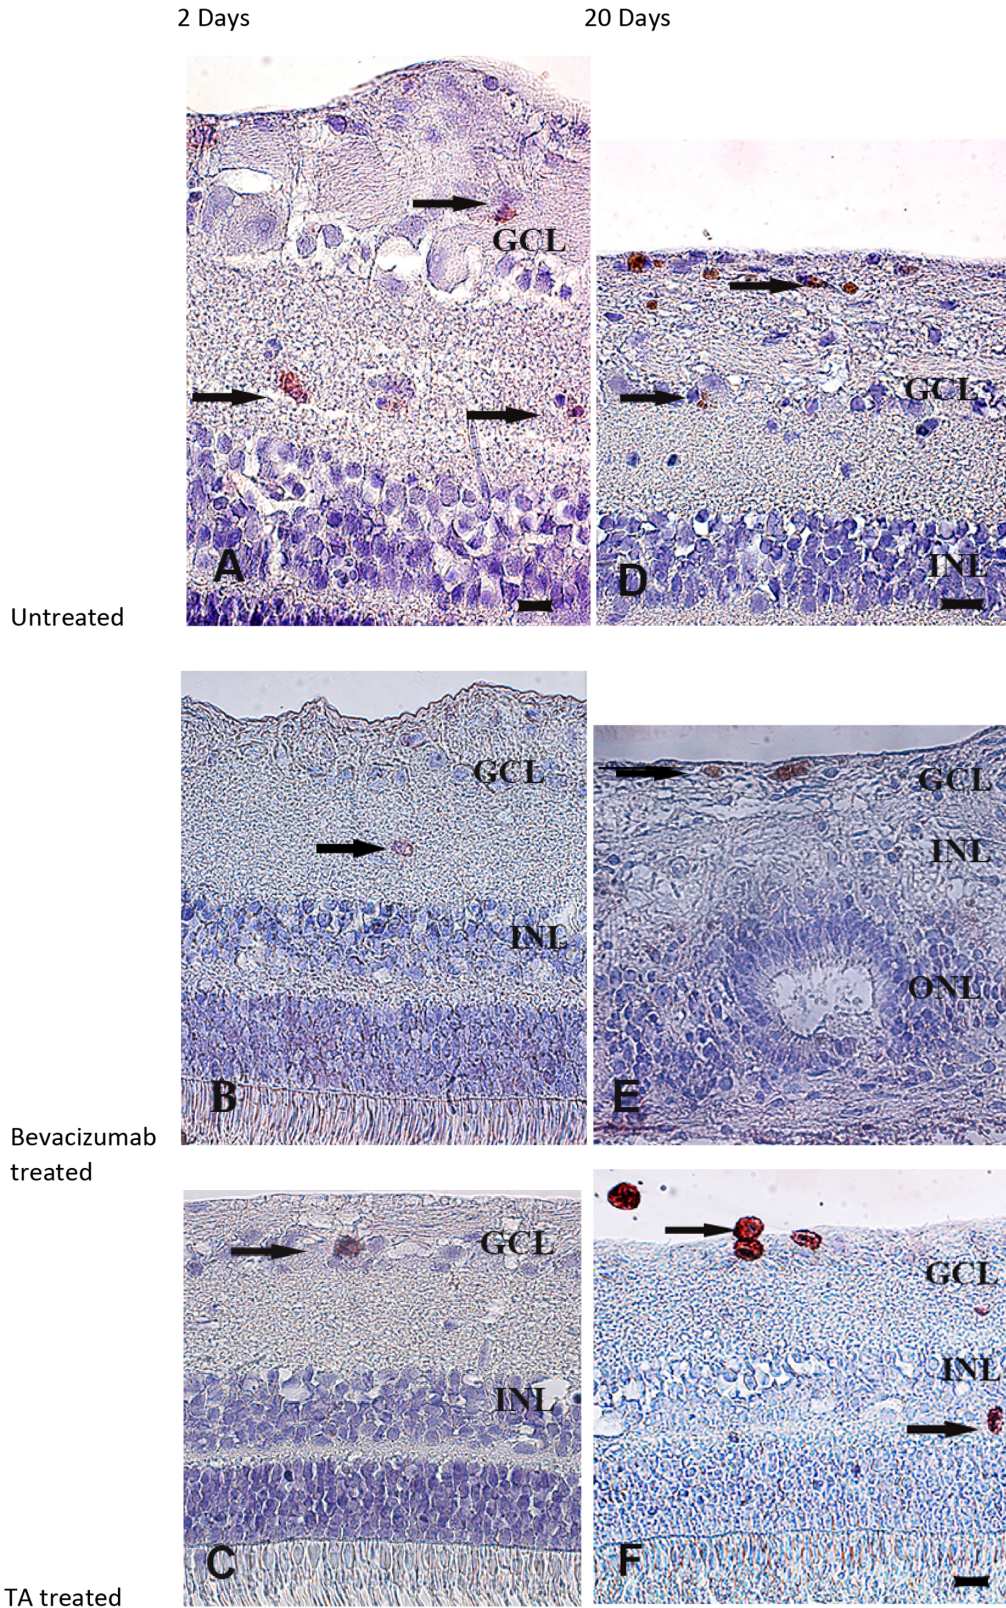 2 Days
20 Days
GCL
A
Untreated
GCL
INL
D
GCL
INL
B
Bevacizumab
treated
GCL
INL
ONL
E
GCL
INL
C
TA treated
GCL
INL
F